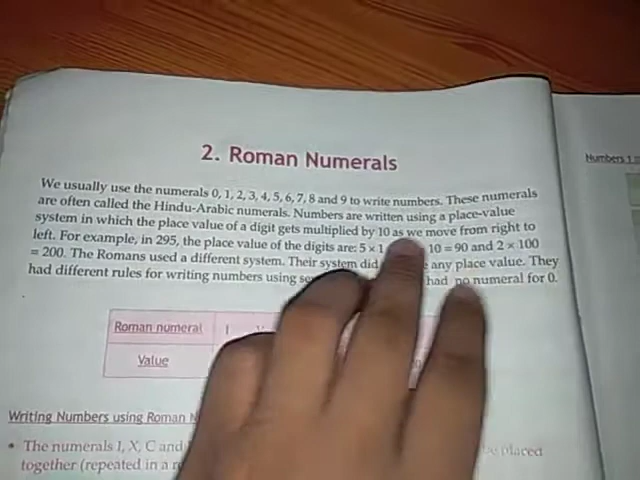 2. Roman Numerals
Numbers 1.
We usually use the numerals 0, 1, 2, 3, 4, 5, 6, 7, 8 and 9 to write numbers. These numerals
are often called the Hindu-Arabic numerals. Numbers are written using a place-value
system in which the place value of a digit gets multiplied by 10 as we move from right to
left. For example, in 295, the place value of the digits are: 5 × 1 10 = 90 and 2 × 100
= 200. The Romans used a different system. Their system did any place value. They
had different rules for writing numbers using had no numeral for 0.
Roman numeral I
Value
Writing Numbers using Roman
• The numerals I, X, C and be placed
together (repeated in a